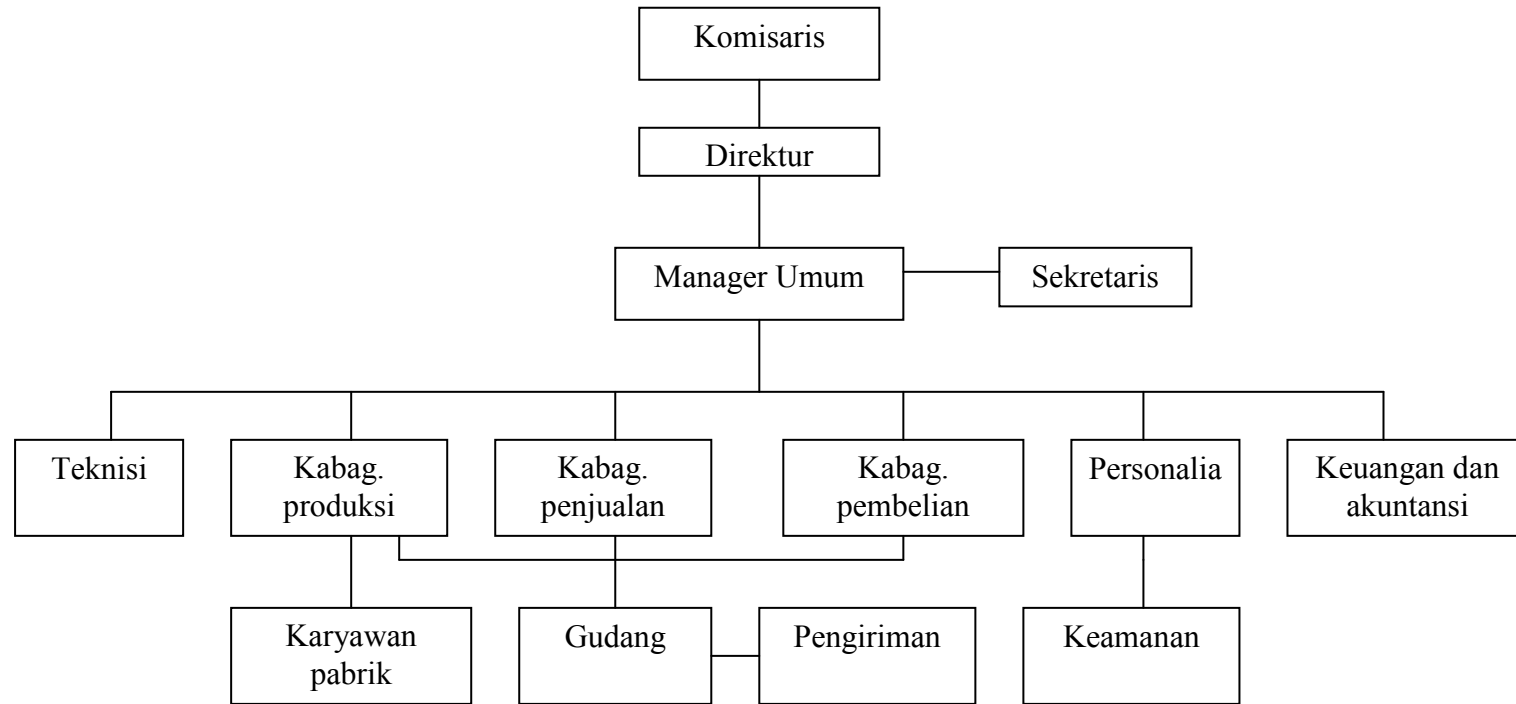 Komisaris
Direktur
Manager Umum
Sekretaris
Teknisi
Kabag.
produksi
Kabag.
penjualan
Kabag.
pembelian
Personalia
Keuangan dan
akuntansi
Karyawan
pabrik
Gudang
Pengiriman
Keamanan